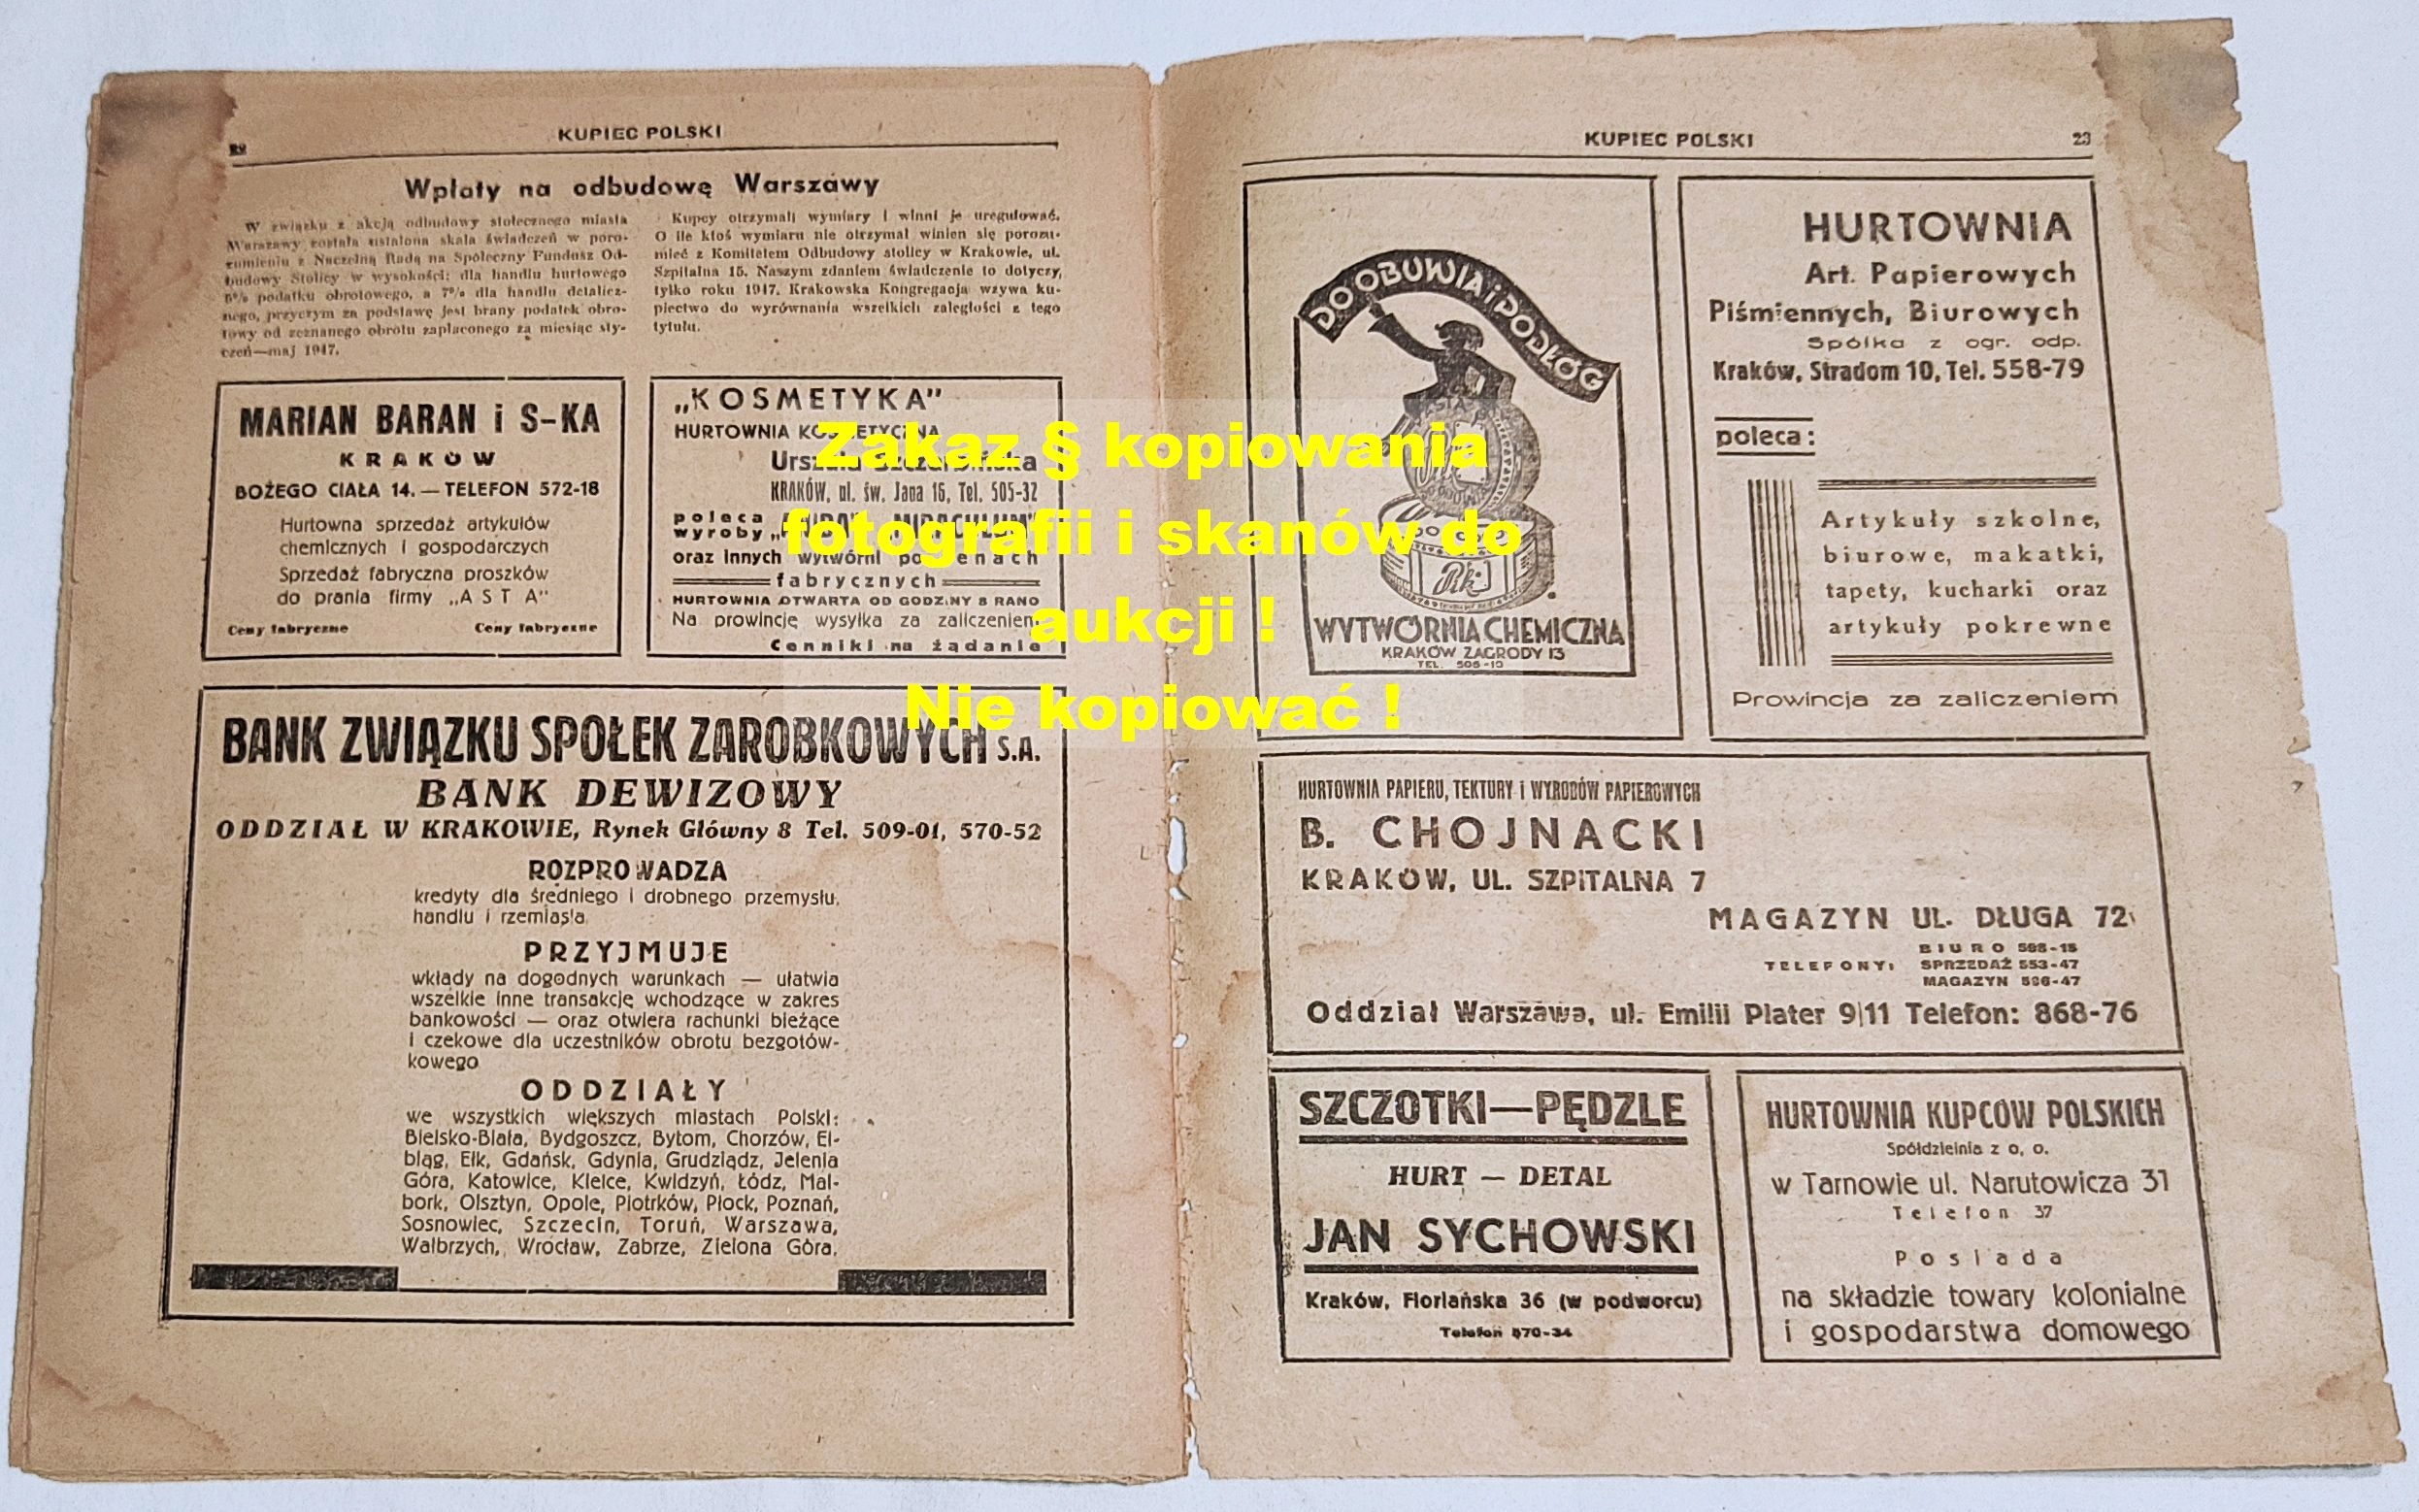 22
KUPIEC POLSKI
Wpłaty na odbudowę Warszawy
W związku z akcją odbudowy stołecznego miasta
Warszawy została ustalona skala świadczeń w poro-
zumieniu z Naczelną Radą na Społeczny Fundusz Od-
budowy Stolicy w wysokości: dla handlu hurtowego
podatku obrotowego, a 7% dla handlu detalicz-
nego, przyczym za podstawę jest brany podatek obro-
towy od zeznanego obrotu zapłaconego za miesiąc sty-
czeń—maj 1947.
Kupcy otrzymali wymiary i winni je uregulować.
O ile ktoś wymiaru nie otrzymał winien się porozu-
mieć z Komitetem Odbudowy stolicy w Krakowie, ul.
Szpitalna 15. Naszym zdaniem świadczenie to dotyczy,
tylko roku 1947. Krakowska Kongregacja wzywa ku-
piectwo do wyrównania wszelkich zaległości z tego
tytułu.
MARIAN BARAN i S-KA
KRAKÓW
BOŻEGO CIAŁA 14. — TELEFON 572-18
Hurtowna sprzedaż artykułów
chemicznych i gospodarczych
Sprzedaż fabryczna proszków
do prania firmy „ASTA"
Ceny fabryczne Ceny fabryczne
„KOSMETYKA"
HURTOWNIA KOSMETYCZNA
Urszula
KRAKÓW, ul. św. Jana 16, Tel. 505-32
poleca
wyroby „MIRACULUM"
oraz innych wytwórni po cenach
fabrycznych
HURTOWNIA OTWARTA OD GODZINY 8 RANO
Na prowincję wysyłka za zaliczeniem
Cenniki na żądanie !
BANK ZWIĄZKU SPÓŁEK ZAROBKOWYCH S.A.
BANK DEWIZOWY
ODDZIAŁ W KRAKOWIE, Rynek Główny 8 Tel. 509-01, 570-52
ROZPROWADZA
kredyty dla średniego i drobnego przemysłu,
handlu i rzemiosła
PRZYJMUJE
wkłady na dogodnych warunkach — ułatwia
wszelkie inne transakcje wchodzące w zakres
bankowości — oraz otwiera rachunki bieżące
i czekowe dla uczestników obrotu bezgotów-
kowego
ODDZIAŁY
we wszystkich większych miastach Polski:
Bielsko-Biała, Bydgoszcz, Bytom, Chorzów, El-
bląg, Ełk, Gdańsk, Gdynia, Grudziądz, Jelenia
Góra, Katowice, Kielce, Kwidzyń, Łódz, Mal-
bork, Olsztyn, Opole, Piotrków, Płock, Poznań,
Sosnowiec, Szczecin, Toruń, Warszawa,
Wałbrzych, Wrocław, Zabrze, Zielona Góra.
KUPIEC POLSKI
23
DO OBUWIA i PODŁÓG
WYTWÓRNIA CHEMICZNA
KRAKÓW ZAGRODY 13
TEL. 506-10
HURTOWNIA
Art. Papierowych
Piśmiennych, Biurowych
Spółka z ogr. odp.
Kraków, Stradom 10, Tel. 558-79
poleca:
Artykuły szkolne,
biurowe, makatki,
tapety, kucharki oraz
artykuły pokrewne
Prowincja za zaliczeniem
HURTOWNIA PAPIERU, TEKTURY i WYROBÓW PAPIEROWYCH
B. CHOJNACKI
KRAKÓW, UL. SZPITALNA 7
MAGAZYN UL. DŁUGA 72
TELEFONY:
BIURO
SPRZEDAŻ 553-47
MAGAZYN
Oddział Warszawa, ul. Emilii Plater 9|11 Telefon: 868-76
SZCZOTKI—PĘDZLE
HURT — DETAL
JAN SYCHOWSKI
Kraków, Floriańska 36 (w podworcu)
Telefon 570-34
HURTOWNIA KUPCÓW POLSKICH
Spółdzielnia z o. o.
w Tarnowie ul. Narutowicza 31
Telefon 37
Posiada
na składzie towary kolonialne
i gospodarstwa domowego
Zakaz § kopiowania
fotografii i skanów do
aukcji !
Nie kopiować !